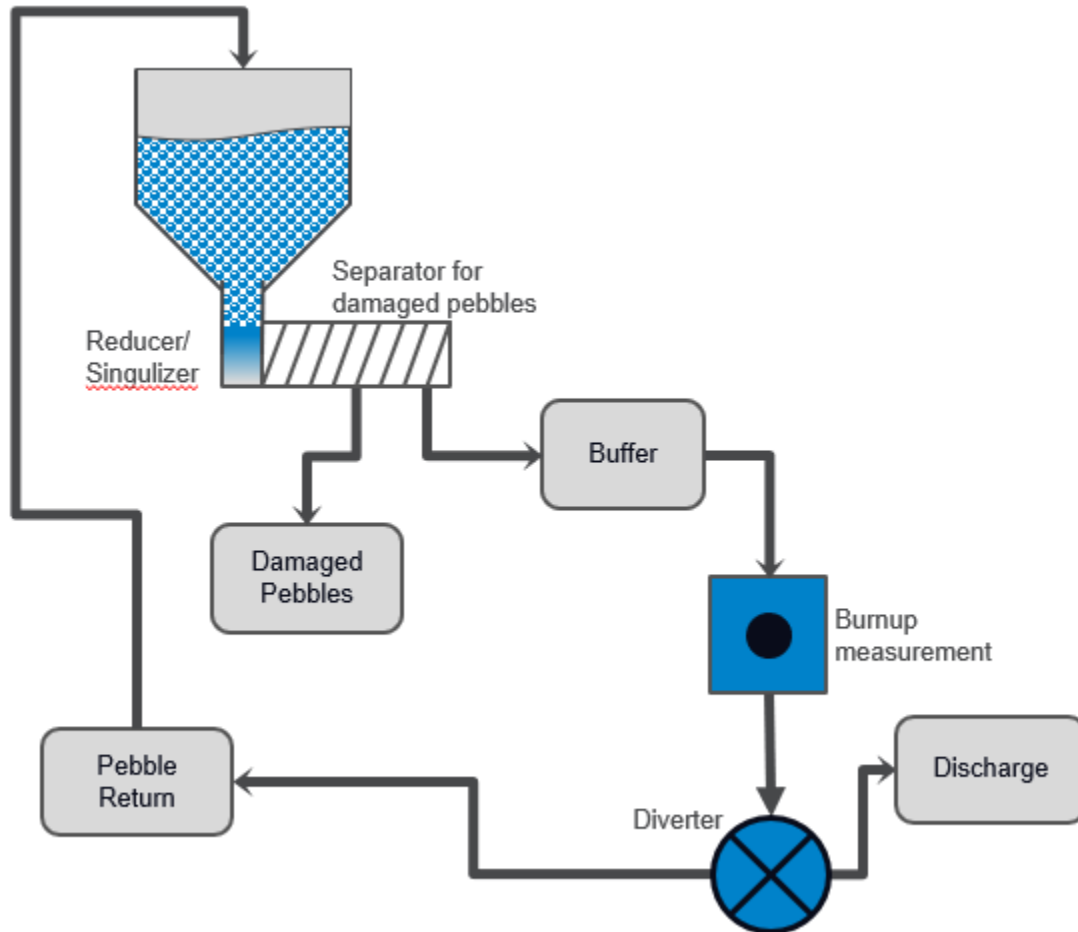 Separator for
damaged pebbles
Reducer/
Singulizer
Buffer
Damaged
Pebbles
Burnup
measurement
Pebble
Return
Discharge
Diverter